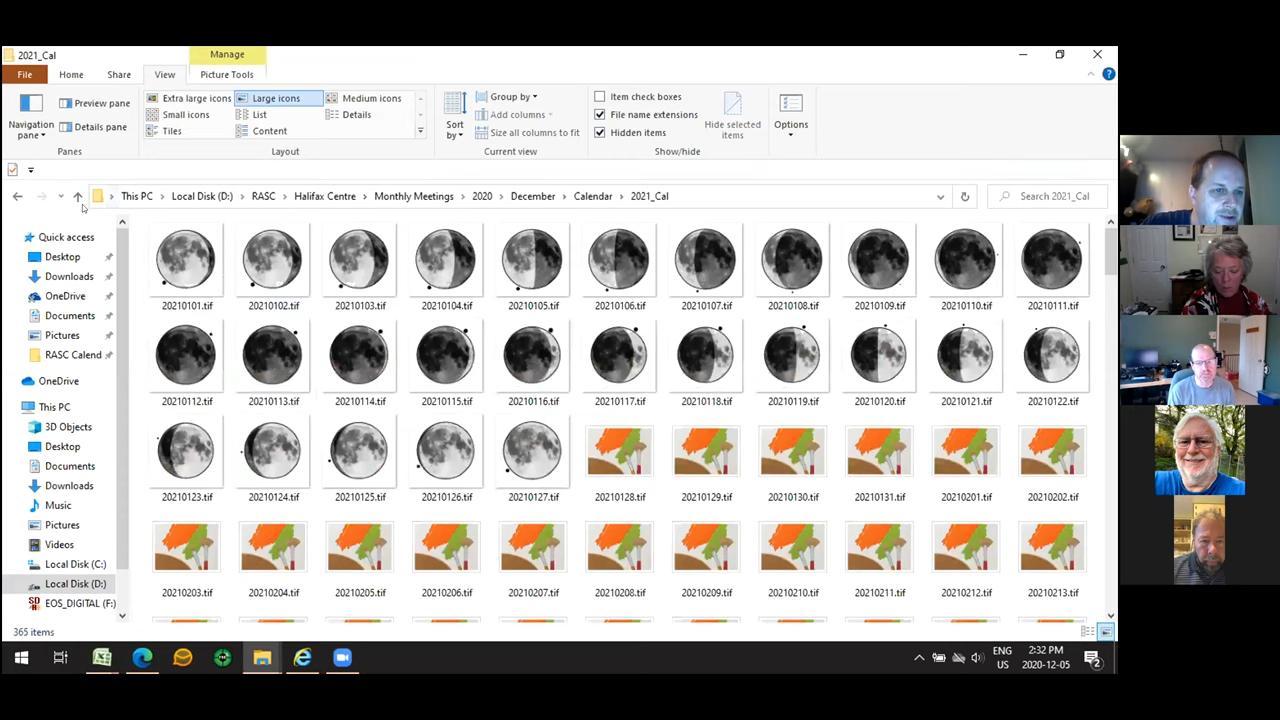 2021_Cal
Manage
File
Home
Share
View
Picture Tools
Navigation pane
Preview pane
Details pane
Panes
Extra large icons
Large icons
Medium icons
Small icons
List
Details
Tiles
Content
Layout
Sort by
Group by
Add columns
Size all columns to fit
Current view
Item check boxes
File name extensions
Hidden items
Hide selected items
Show/hide
Options
This PC > Local Disk (D:) > RASC > Halifax Centre > Monthly Meetings > 2020 > December > Calendar > 2021_Cal
Search 2021_Cal
Quick access
Desktop
Downloads
OneDrive
Documents
Pictures
RASC Calend
OneDrive
This PC
3D Objects
Desktop
Documents
Downloads
Music
Pictures
Videos
Local Disk (C:)
Local Disk (D:)
EOS_DIGITAL (F:)
20210101.tif 20210102.tif 20210103.tif 20210104.tif 20210105.tif 20210106.tif 20210107.tif 20210108.tif 20210109.tif 20210110.tif 20210111.tif
20210112.tif 20210113.tif 20210114.tif 20210115.tif 20210116.tif 20210117.tif 20210118.tif 20210119.tif 20210120.tif 20210121.tif 20210122.tif
20210123.tif 20210124.tif 20210125.tif 20210126.tif 20210127.tif 20210128.tif 20210129.tif 20210130.tif 20210131.tif 20210201.tif 20210202.tif
20210203.tif 20210204.tif 20210205.tif 20210206.tif 20210207.tif 20210208.tif 20210209.tif 20210210.tif 20210211.tif 20210212.tif 20210213.tif
365 items
ENG
US
2:32 PM
2020-12-05
2